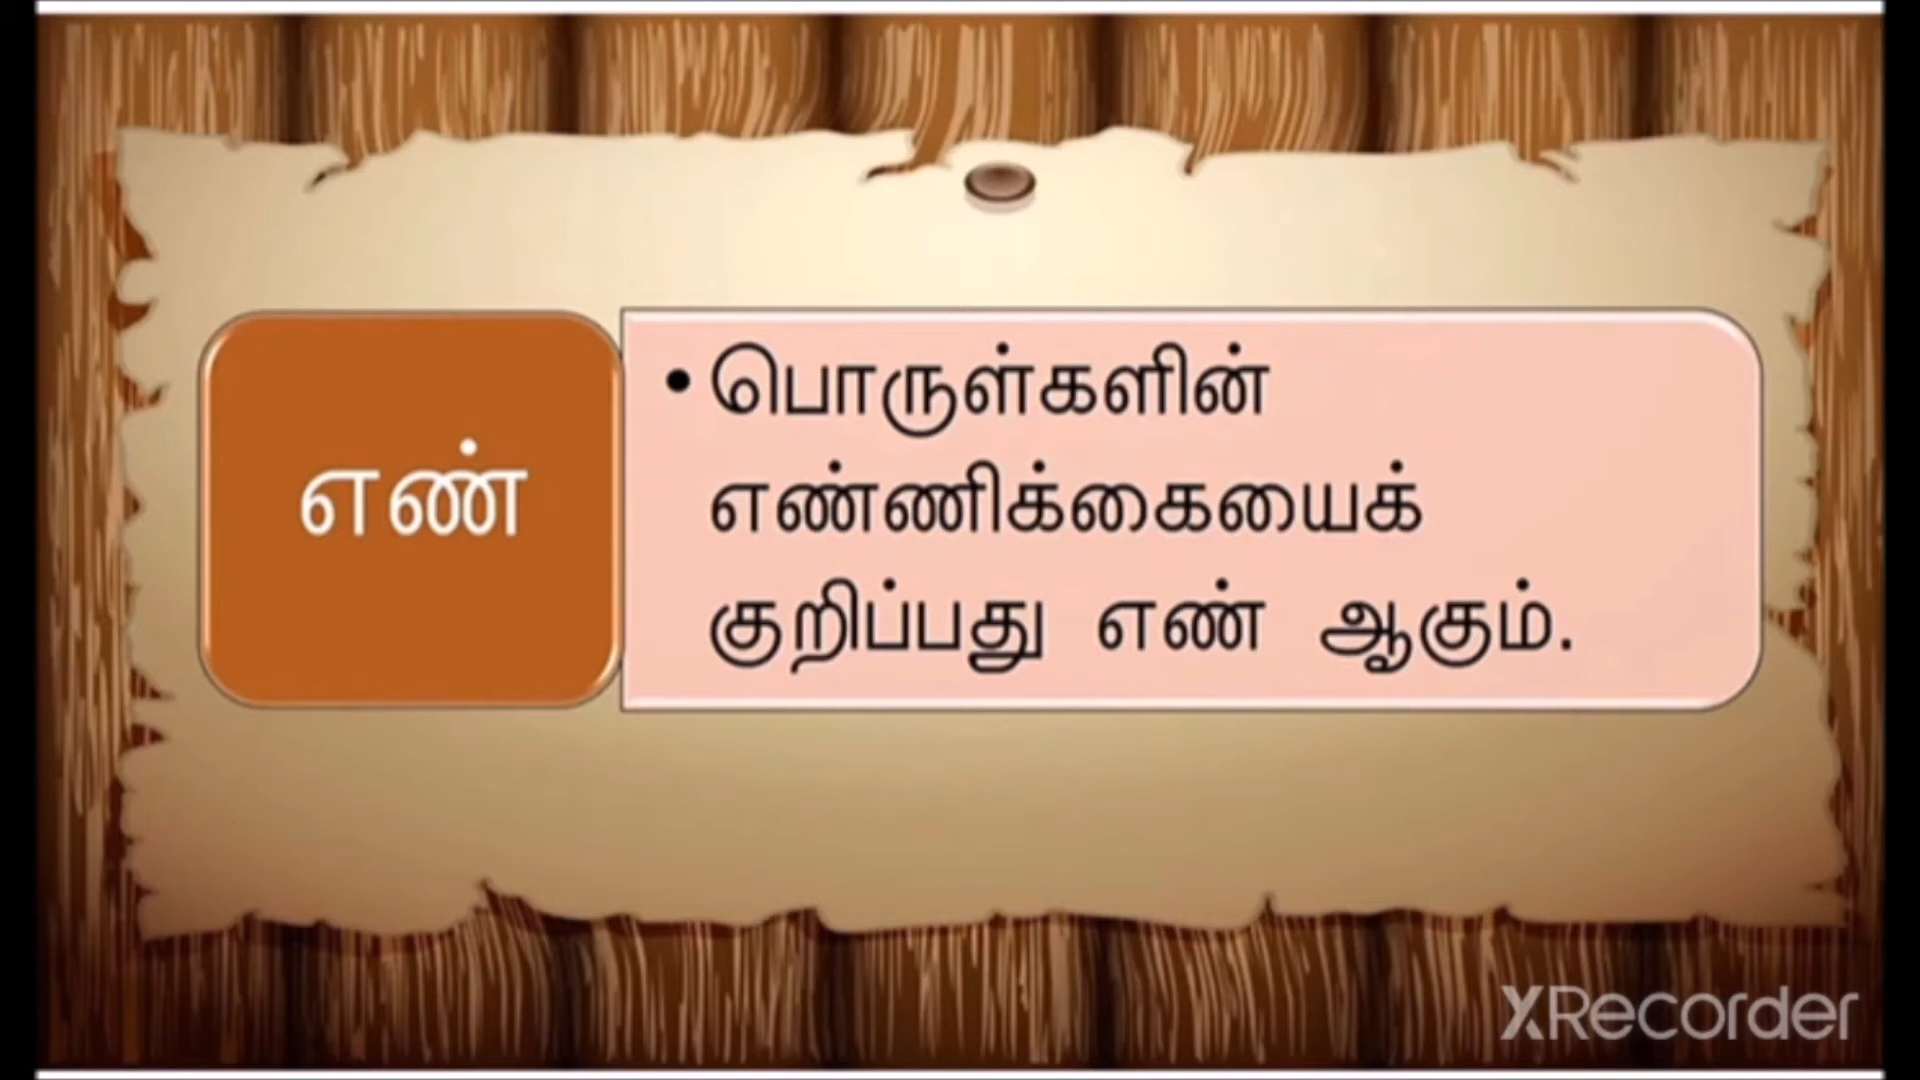 எண்
• பொருள்களின்
எண்ணிக்கையைக்
குறிப்பது எண் ஆகும்.
XRecorder